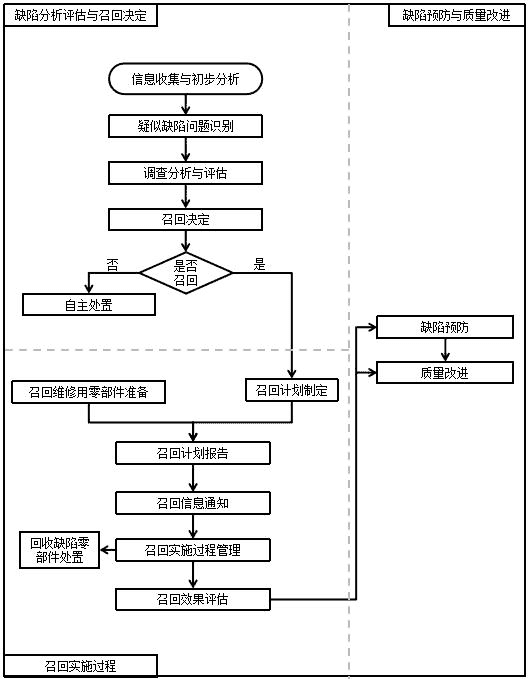 缺陷分析评估与召回决定
缺陷预防与质量改进
信息收集与初步分析
疑似缺陷问题识别
调查分析与评估
召回决定
是否
召回
否
是
自主处置
缺陷预防
质量改进
召回维修用零部件准备
召回计划制定
召回计划报告
召回信息通知
召回实施过程管理
回收缺陷零
部件处置
召回效果评估
召回实施过程